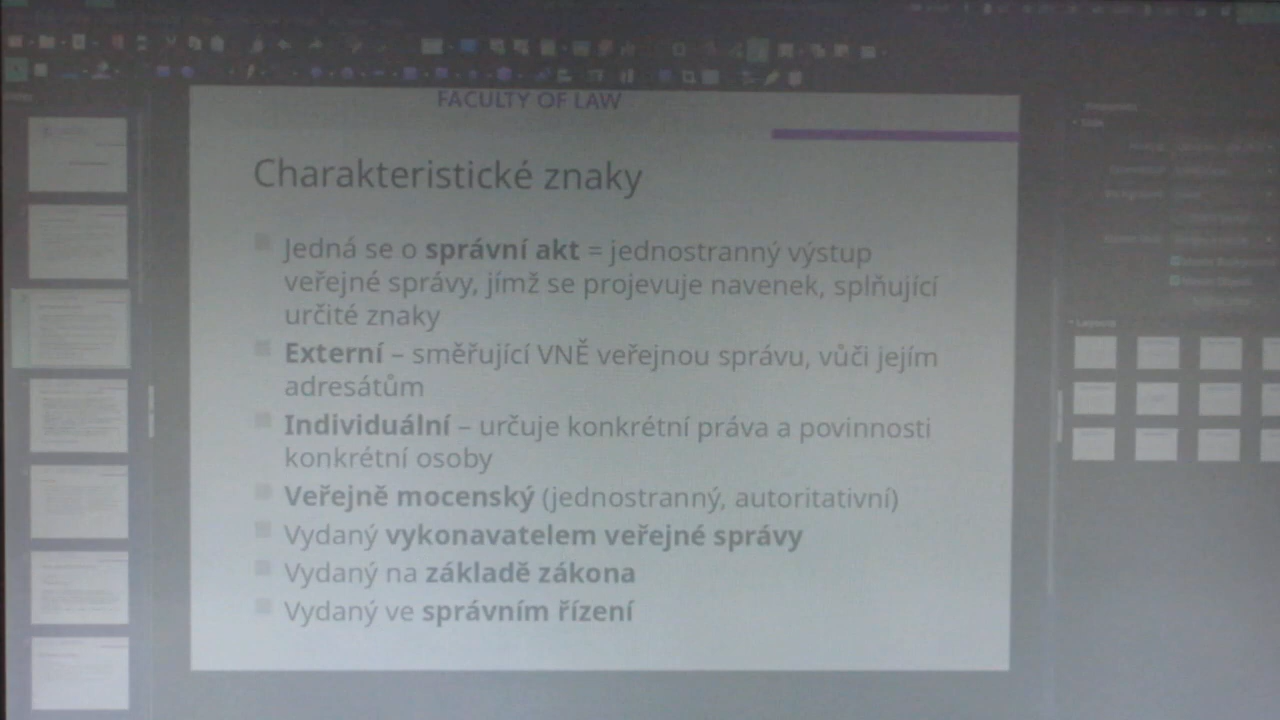 FACULTY OF LAW
Charakteristické znaky
Jedná se o správní akt = jednostranný výstup
veřejné správy, jímž se projevuje navenek, splňující
určité znaky
Externí – směřující VNĚ veřejnou správu, vůči jejím
adresátům
Individuální – určuje konkrétní práva a povinnosti
konkrétní osoby
Veřejně mocenský (jednostranný, autoritativní)
Vydaný vykonavatelem veřejné správy
Vydaný na základě zákona
Vydaný ve správním řízení